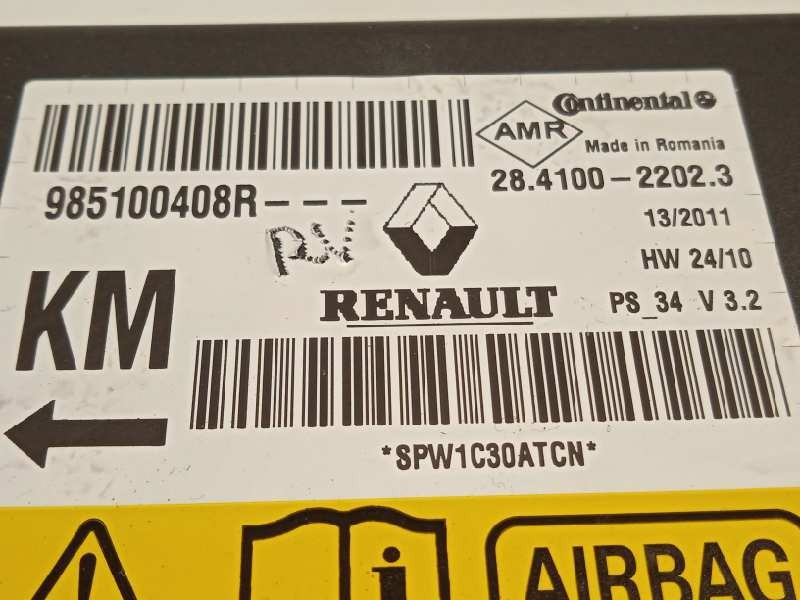 Continental
AMR
Made in Romania
985100408R---
28.4100-2202.3
13/2011
HW 24/10
KM
RENAULT
PS_34 V 3.2
*SPW1C30ATCN*
i
AIRBAG